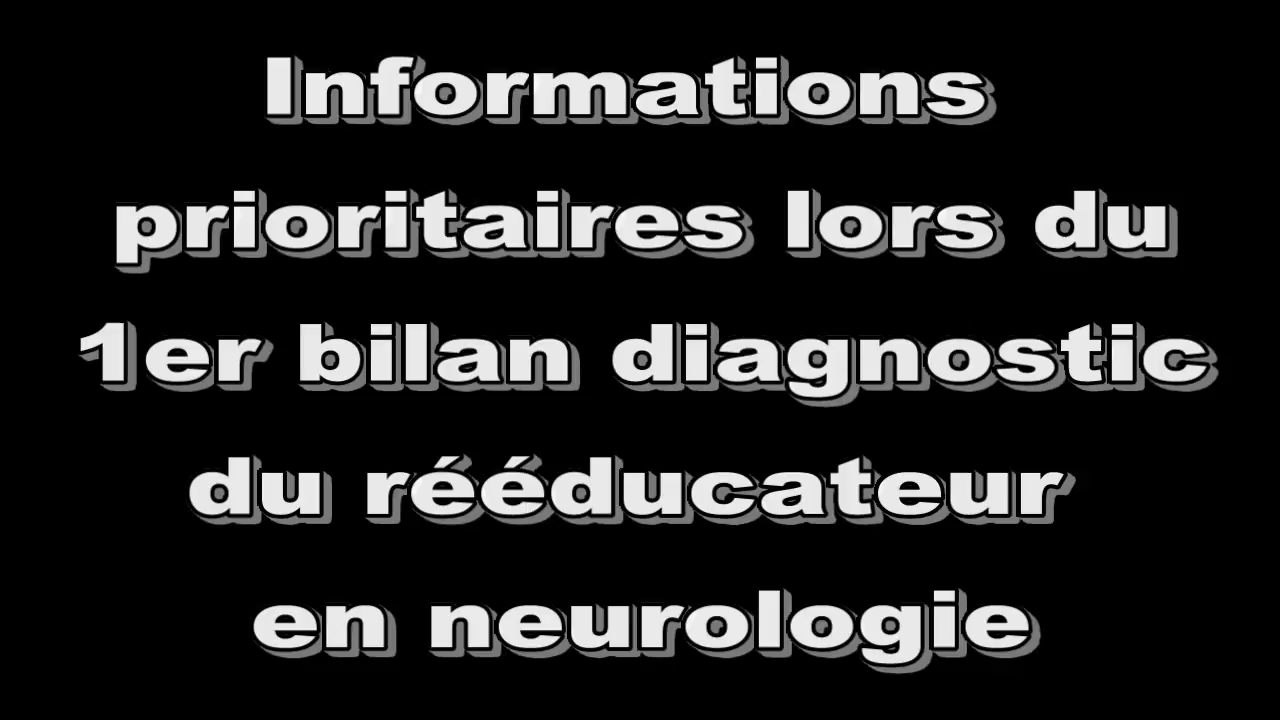 Informations
prioritaires lors du
1er bilan diagnostic
du rééducateur
en neurologie